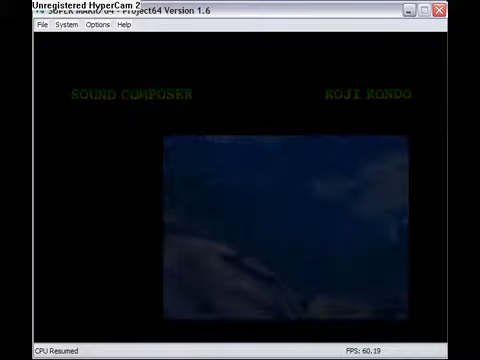 Unregistered HyperCam 2
SUPER MARIO 64 - Project64 Version 1.6
File System Options Help
SOUND COMPOSER KOJI KONDO
CPU Resumed FPS: 60.19